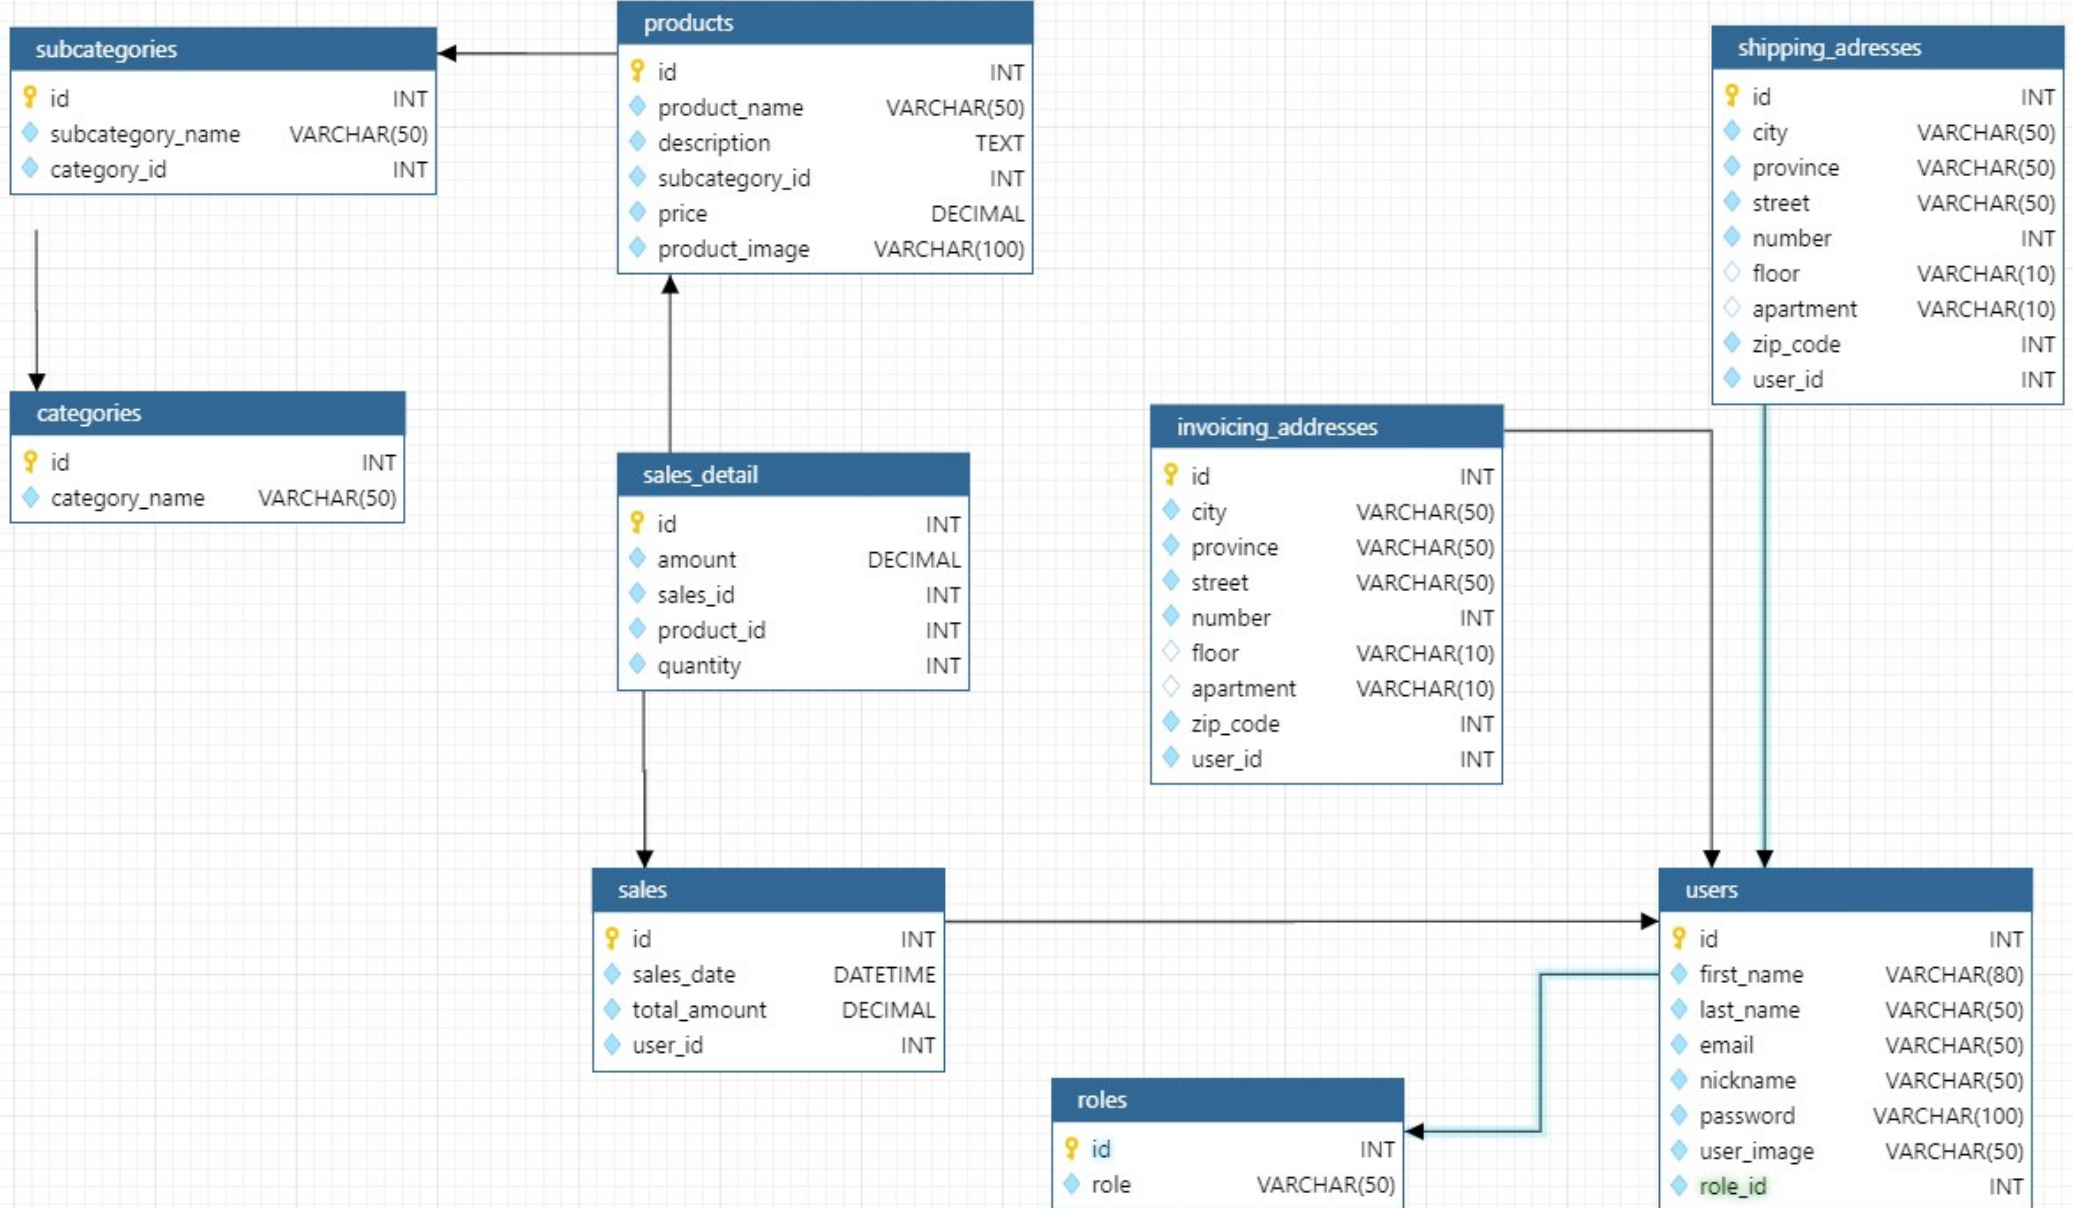 subcategories
id INT
subcategory_name VARCHAR(50)
category_id INT
products
id INT
product_name VARCHAR(50)
description TEXT
subcategory_id INT
price DECIMAL
product_image VARCHAR(100)
shipping_adresses
id INT
city VARCHAR(50)
province VARCHAR(50)
street VARCHAR(50)
number INT
floor VARCHAR(10)
apartment VARCHAR(10)
zip_code INT
user_id INT
categories
id INT
category_name VARCHAR(50)
sales_detail
id INT
amount DECIMAL
sales_id INT
product_id INT
quantity INT
invoicing_addresses
id INT
city VARCHAR(50)
province VARCHAR(50)
street VARCHAR(50)
number INT
floor VARCHAR(10)
apartment VARCHAR(10)
zip_code INT
user_id INT
sales
id INT
sales_date DATETIME
total_amount DECIMAL
user_id INT
users
id INT
first_name VARCHAR(80)
last_name VARCHAR(50)
email VARCHAR(50)
nickname VARCHAR(50)
password VARCHAR(100)
user_image VARCHAR(50)
role_id INT
roles
id INT
role VARCHAR(50)